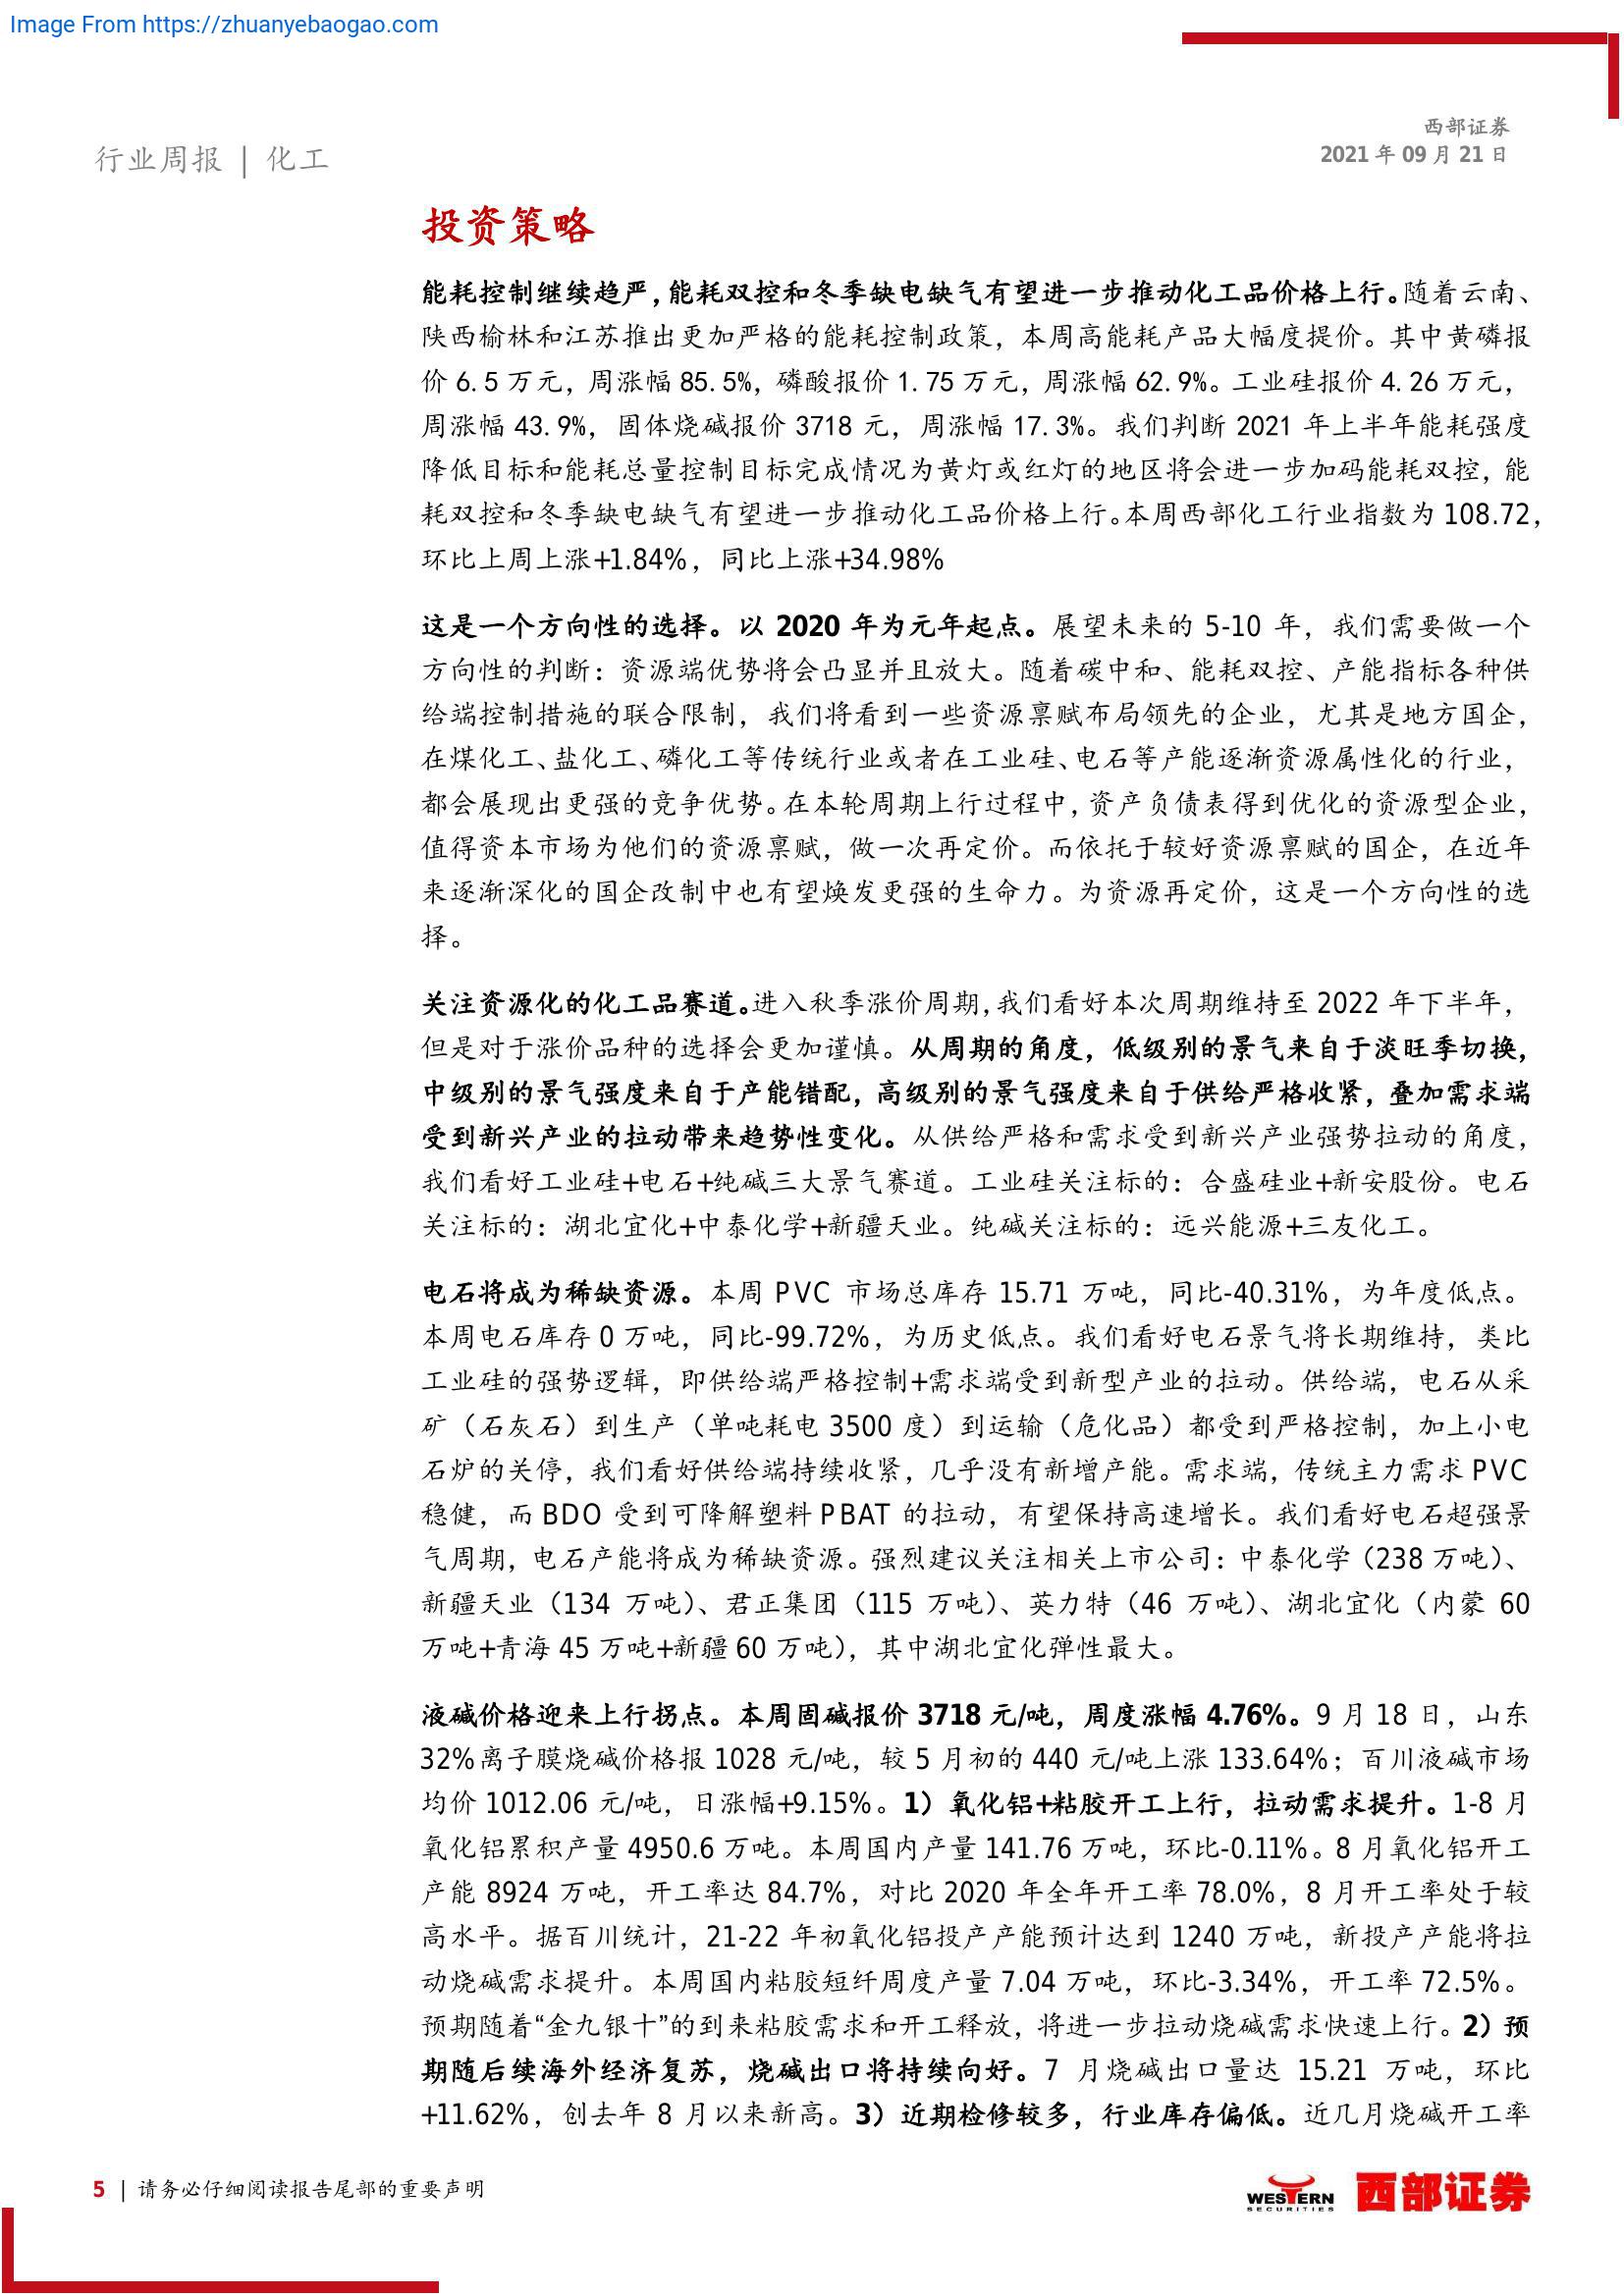 Image From https://zhuanyebaogao.com
西部证券
2021 年 09 月 21 日
行业周报 | 化工
投资策略
能耗控制继续趋严，能耗双控和冬季缺电缺气有望进一步推动化工品价格上行。随着云南、
陕西榆林和江苏推出更加严格的能耗控制政策，本周高能耗产品大幅度提价。其中黄磷报
价 6.5 万元，周涨幅 85.5%，磷酸报价 1.75 万元，周涨幅 62.9%。工业硅报价 4.26 万元，
周涨幅 43.9%，固体烧碱报价 3718 元，周涨幅 17.3%。我们判断 2021 年上半年能耗强度
降低目标和能耗总量控制目标完成情况为黄灯或红灯的地区将会进一步加码能耗双控，能
耗双控和冬季缺电缺气有望进一步推动化工品价格上行。本周西部化工行业指数为 108.72，
环比上周上涨+1.84%，同比上涨+34.98%
这是一个方向性的选择。以 2020 年为元年起点。展望未来的 5-10 年，我们需要做一个
方向性的判断：资源端优势将会凸显并且放大。随着碳中和、能耗双控、产能指标各种供
给端控制措施的联合限制，我们将看到一些资源禀赋布局领先的企业，尤其是地方国企，
在煤化工、盐化工、磷化工等传统行业或者在工业硅、电石等产能逐渐资源属性化的行业，
都会展现出更强的竞争优势。在本轮周期上行过程中，资产负债表得到优化的资源型企业，
值得资本市场为他们的资源禀赋，做一次再定价。而依托于较好资源禀赋的国企，在近年
来逐渐深化的国企改制中也有望焕发更强的生命力。为资源再定价，这是一个方向性的选
择。
关注资源化的化工品赛道。进入秋季涨价周期，我们看好本次周期维持至 2022 年下半年，
但是对于涨价品种的选择会更加谨慎。从周期的角度，低级别的景气来自于淡旺季切换，
中级别的景气强度来自于产能错配，高级别的景气强度来自于供给严格收紧，叠加需求端
受到新兴产业的拉动带来趋势性变化。从供给严格和需求受到新兴产业强势拉动的角度，
我们看好工业硅+电石+纯碱三大景气赛道。工业硅关注标的：合盛硅业+新安股份。电石
关注标的：湖北宜化+中泰化学+新疆天业。纯碱关注标的：远兴能源+三友化工。
电石将成为稀缺资源。本周 PVC 市场总库存 15.71 万吨，同比-40.31%，为年度低点。
本周电石库存 0 万吨，同比-99.72%，为历史低点。我们看好电石景气将长期维持，类比
工业硅的强势逻辑，即供给端严格控制+需求端受到新型产业的拉动。供给端，电石从采
矿（石灰石）到生产（单吨耗电 3500 度）到运输（危化品）都受到严格控制，加上小电
石炉的关停，我们看好供给端持续收紧，几乎没有新增产能。需求端，传统主力需求 PVC
稳健，而 BDO 受到可降解塑料 PBAT 的拉动，有望保持高速增长。我们看好电石超强景
气周期，电石产能将成为稀缺资源。强烈建议关注相关上市公司：中泰化学（238 万吨）、
新疆天业（134 万吨）、君正集团（115 万吨）、英力特（46 万吨）、湖北宜化（内蒙 60
万吨+青海 45 万吨+新疆 60 万吨），其中湖北宜化弹性最大。
液碱价格迎来上行拐点。本周固碱报价 3718 元/吨，周度涨幅 4.76%。9 月 18 日，山东
32%离子膜烧碱价格报 1028 元/吨，较 5 月初的 440 元/吨上涨 133.64%；百川液碱市场
均价 1012.06 元/吨，日涨幅+9.15%。1）氧化铝+粘胶开工上行，拉动需求提升。1-8 月
氧化铝累积产量 4950.6 万吨。本周国内产量 141.76 万吨，环比-0.11%。8 月氧化铝开工
产能 8924 万吨，开工率达 84.7%，对比 2020 年全年开工率 78.0%，8 月开工率处于较
高水平。据百川统计，21-22 年初氧化铝投产产能预计达到 1240 万吨，新投产产能将拉
动烧碱需求提升。本周国内粘胶短纤周度产量 7.04 万吨，环比-3.34%，开工率 72.5%。
预期随着“金九银十”的到来粘胶需求和开工释放，将进一步拉动烧碱需求快速上行。2）预
期随后续海外经济复苏，烧碱出口将持续向好。7 月烧碱出口量达 15.21 万吨，环比
+11.62%，创去年 8 月以来新高。3）近期检修较多，行业库存偏低。近几月烧碱开工率
5 | 请务必仔细阅读报告尾部的重要声明
WESTERN
SECURITIES
西部证券